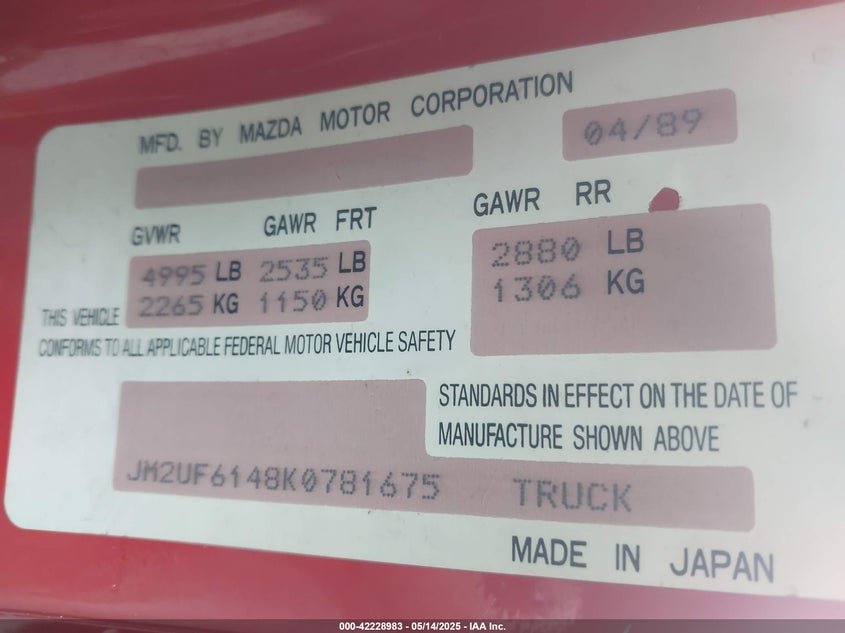 MFD. BY MAZDA MOTOR CORPORATION
04/89
GVWR GAWR FRT GAWR RR
4995 LB 2535 LB 2880 LB
2265 KG 1150 KG 1306 KG
THIS VEHICLE
CONFORMS TO ALL APPLICABLE FEDERAL MOTOR VEHICLE SAFETY
STANDARDS IN EFFECT ON THE DATE OF
MANUFACTURE SHOWN ABOVE
JM2UF6148K0781675 TRUCK
MADE IN JAPAN
000-42228983 - 05/14/2025 - IAA Inc.